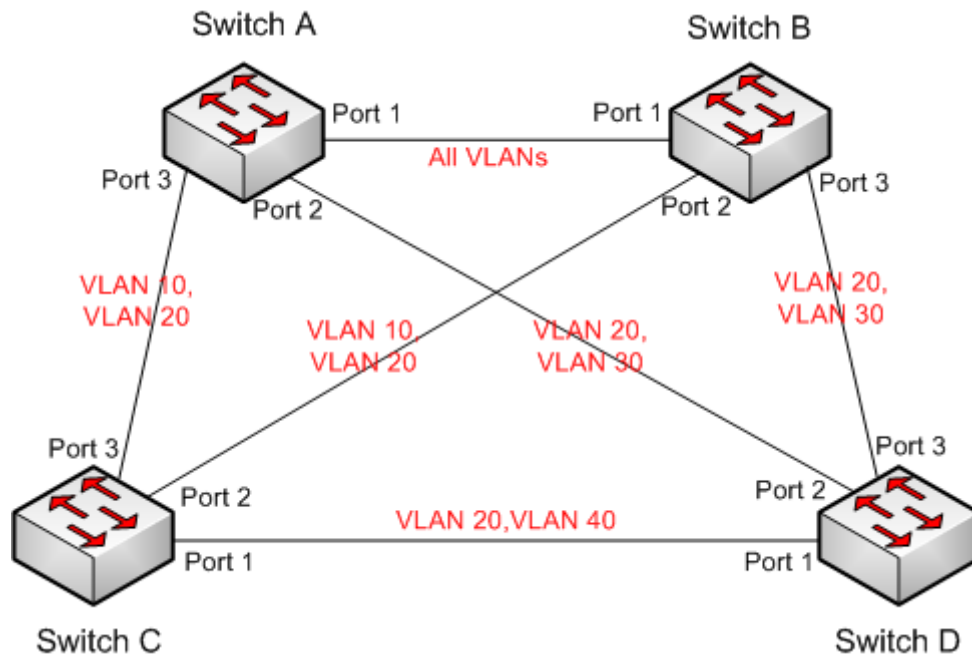 Switch A
Switch B
Port 1
Port 1
All VLANs
Port 3
Port 2
Port 2
Port 3
VLAN 10,
VLAN 20
VLAN 10,
VLAN 20
VLAN 20,
VLAN 30
VLAN 20,
VLAN 30
Port 3
Port 2
Port 3
Port 2
VLAN 20,VLAN 40
Port 1
Port 1
Switch C
Switch D